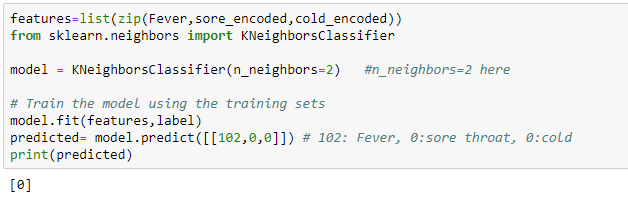 features=list(zip(Fever,sore_encoded,cold_encoded))
from sklearn.neighbors import KNeighborsClassifier
model = KNeighborsClassifier(n_neighbors=2)   #n_neighbors=2 here
# Train the model using the training sets
model.fit(features,label)
predicted= model.predict([[102,0,0]]) # 102: Fever, 0:sore throat, 0:cold
print(predicted)
[0]